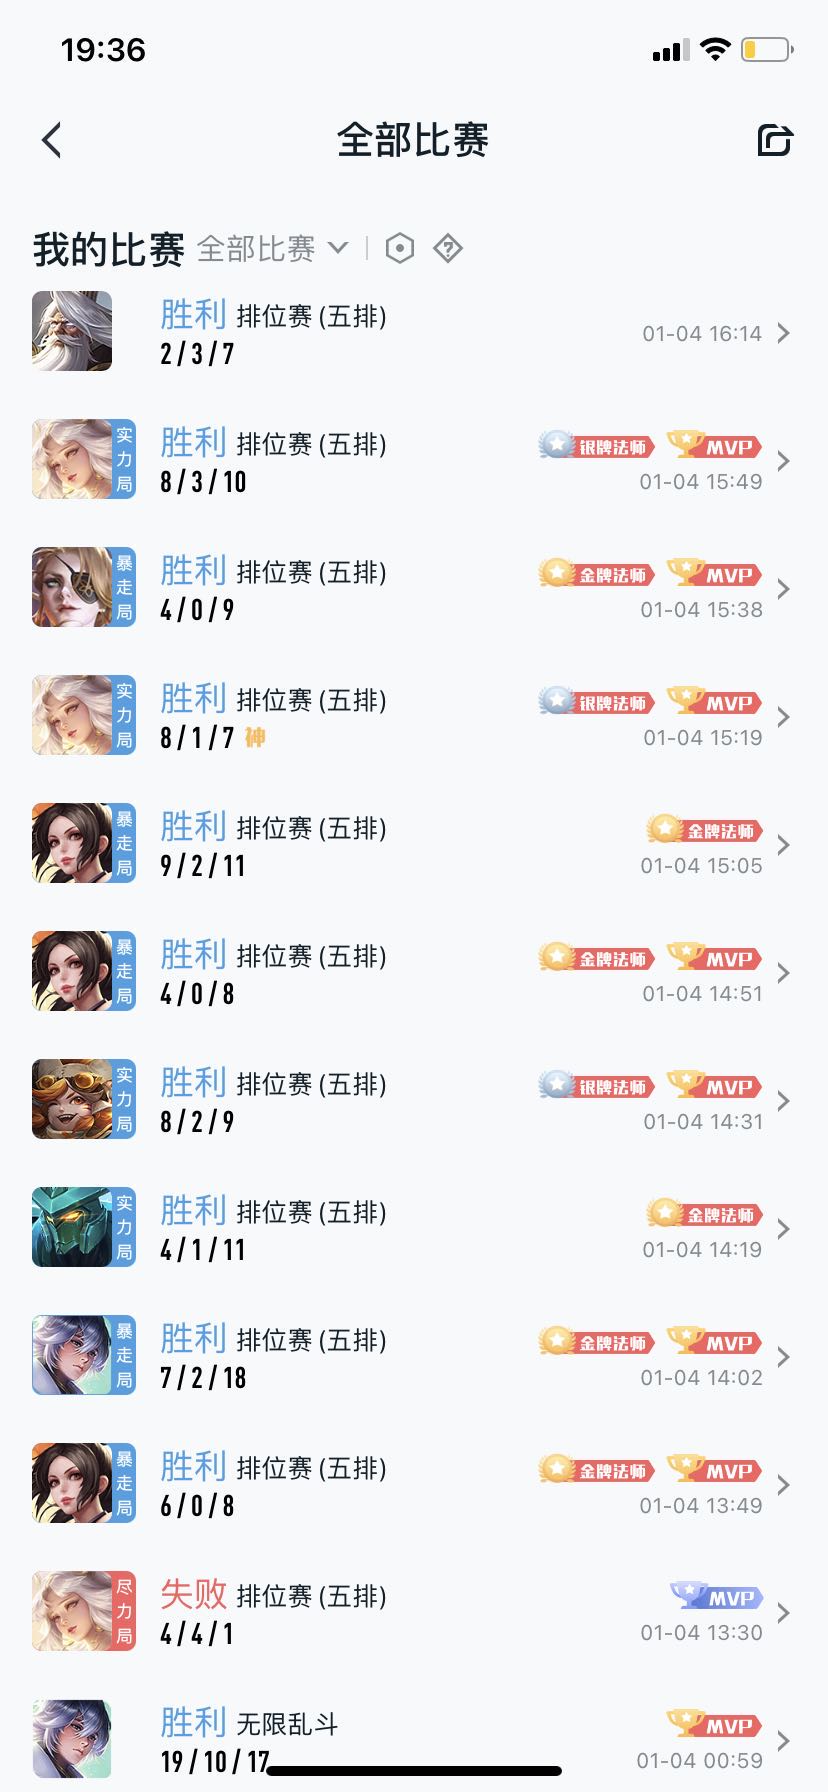 19:36
全部比赛
我的比赛 全部比赛
胜利 排位赛 (五排)
2 / 3 / 7
01-04 16:14
实力局
胜利 排位赛 (五排)
8 / 3 / 10
银牌法师 MVP
01-04 15:49
暴走局
胜利 排位赛 (五排)
4 / 0 / 9
金牌法师 MVP
01-04 15:38
实力局
胜利 排位赛 (五排)
8 / 1 / 7 神
银牌法师 MVP
01-04 15:19
暴走局
胜利 排位赛 (五排)
9 / 2 / 11
金牌法师
01-04 15:05
暴走局
胜利 排位赛 (五排)
4 / 0 / 8
金牌法师 MVP
01-04 14:51
实力局
胜利 排位赛 (五排)
8 / 2 / 9
银牌法师 MVP
01-04 14:31
实力局
胜利 排位赛 (五排)
4 / 1 / 11
金牌法师
01-04 14:19
暴走局
胜利 排位赛 (五排)
7 / 2 / 18
金牌法师 MVP
01-04 14:02
暴走局
胜利 排位赛 (五排)
6 / 0 / 8
金牌法师 MVP
01-04 13:49
尽力局
失败 排位赛 (五排)
4 / 4 / 1
MVP
01-04 13:30
胜利 无限乱斗
19 / 10 / 17
MVP
01-04 00:59